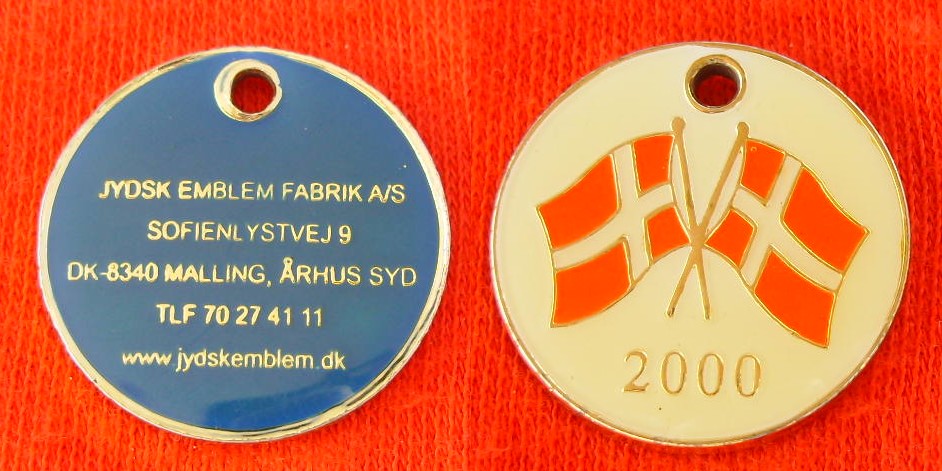 JYDSK EMBLEM FABRIK A/S
SOFIENLYSTVEJ 9
DK-8340 MALLING, ÅRHUS SYD
TLF 70 27 41 11
www.jydskemblem.dk
2000